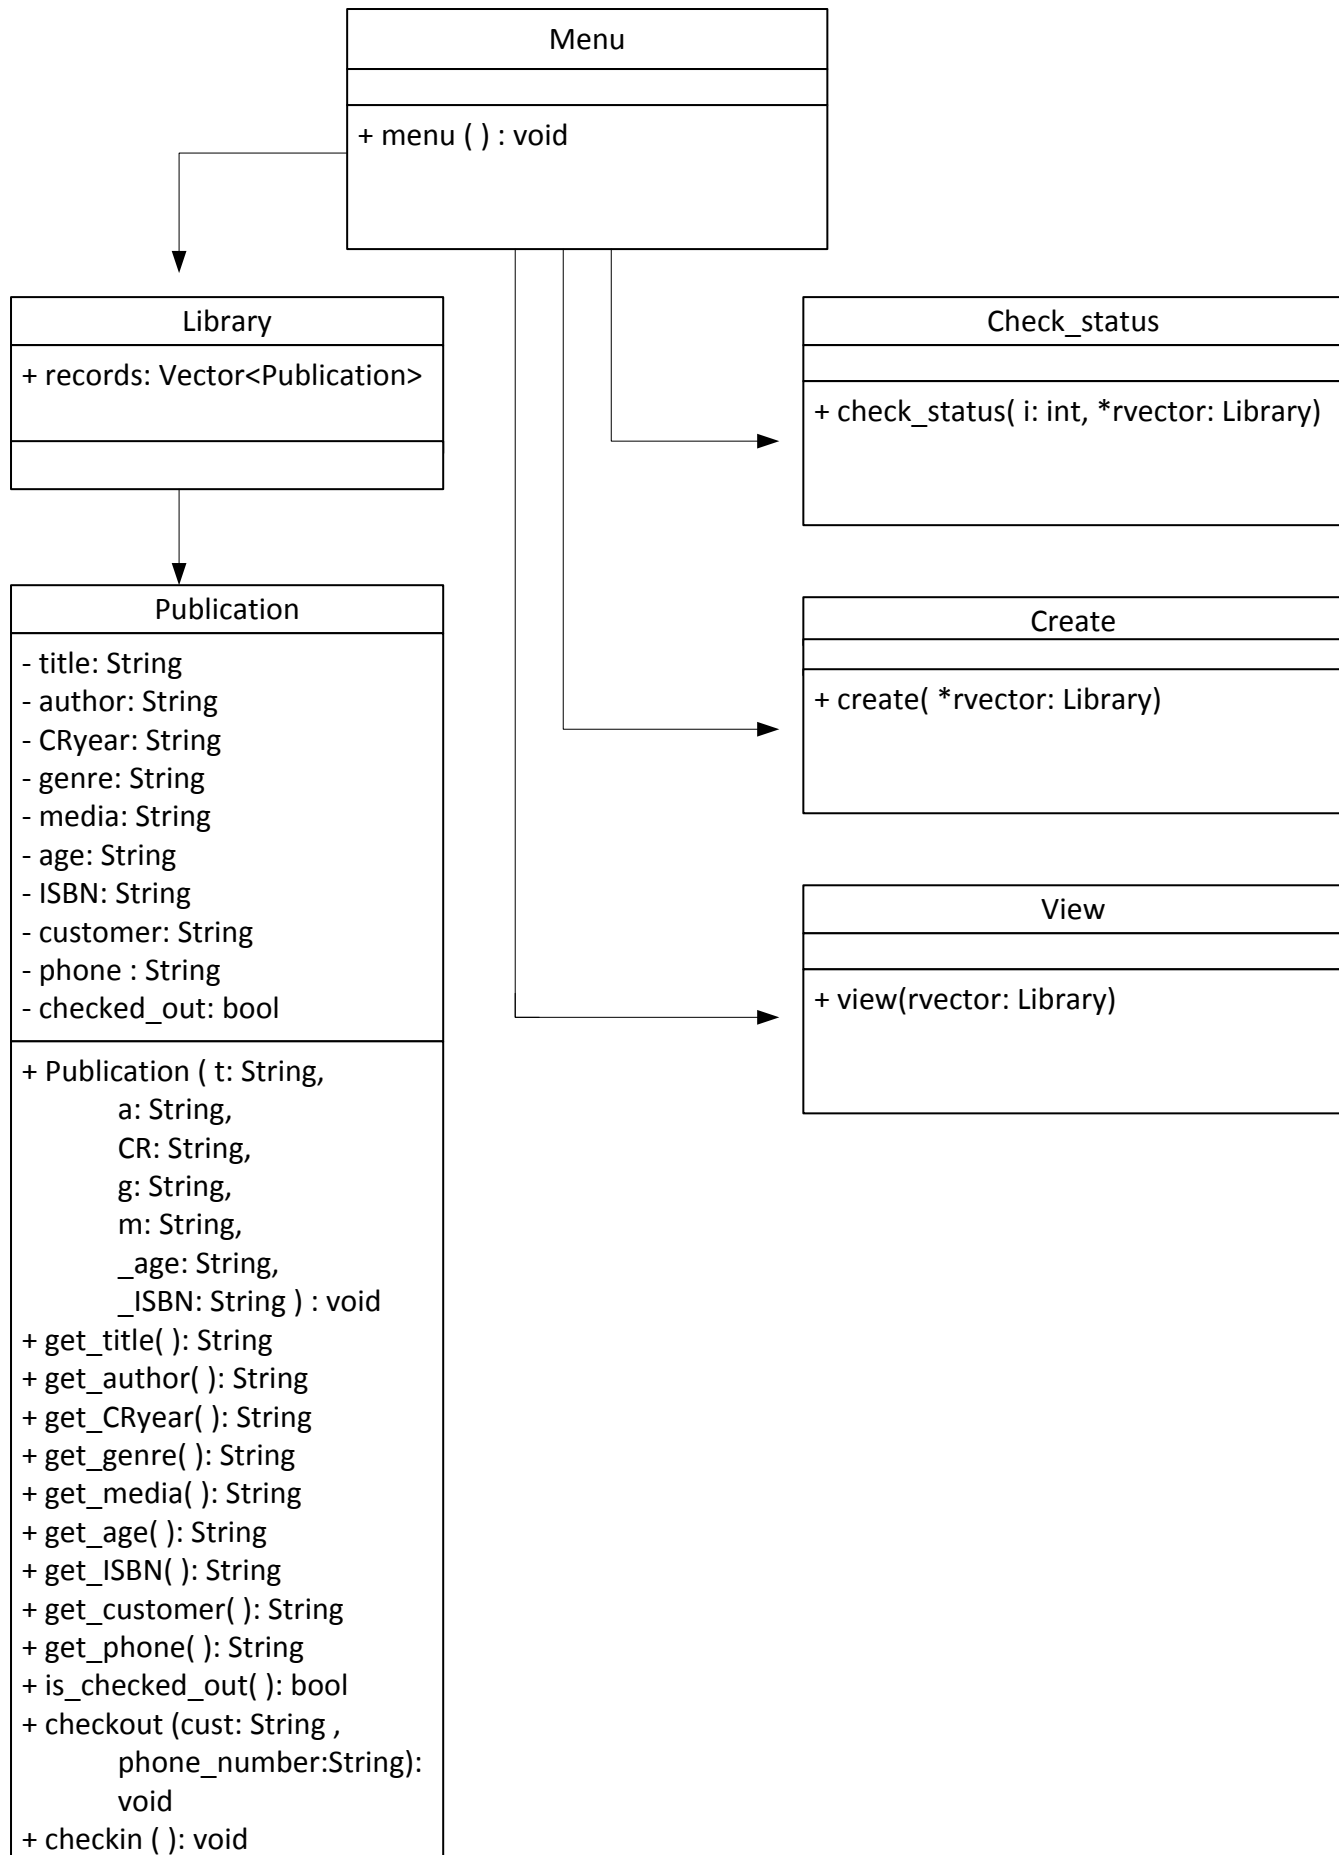 Menu
+ menu ( ) : void
Library
+ records: Vector<Publication>
Check_status
+ check_status( i: int, *rvector: Library)
Publication
- title: String
- author: String
- CRyear: String
- genre: String
- media: String
- age: String
- ISBN: String
- customer: String
- phone : String
- checked_out: bool
+ Publication ( t: String,
a: String,
CR: String,
g: String,
m: String,
_age: String,
_ISBN: String ) : void
+ get_title( ): String
+ get_author( ): String
+ get_CRyear( ): String
+ get_genre( ): String
+ get_media( ): String
+ get_age( ): String
+ get_ISBN( ): String
+ get_customer( ): String
+ get_phone( ): String
+ is_checked_out( ): bool
+ checkout (cust: String ,
phone_number:String):
void
+ checkin ( ): void
Create
+ create( *rvector: Library)
View
+ view(rvector: Library)